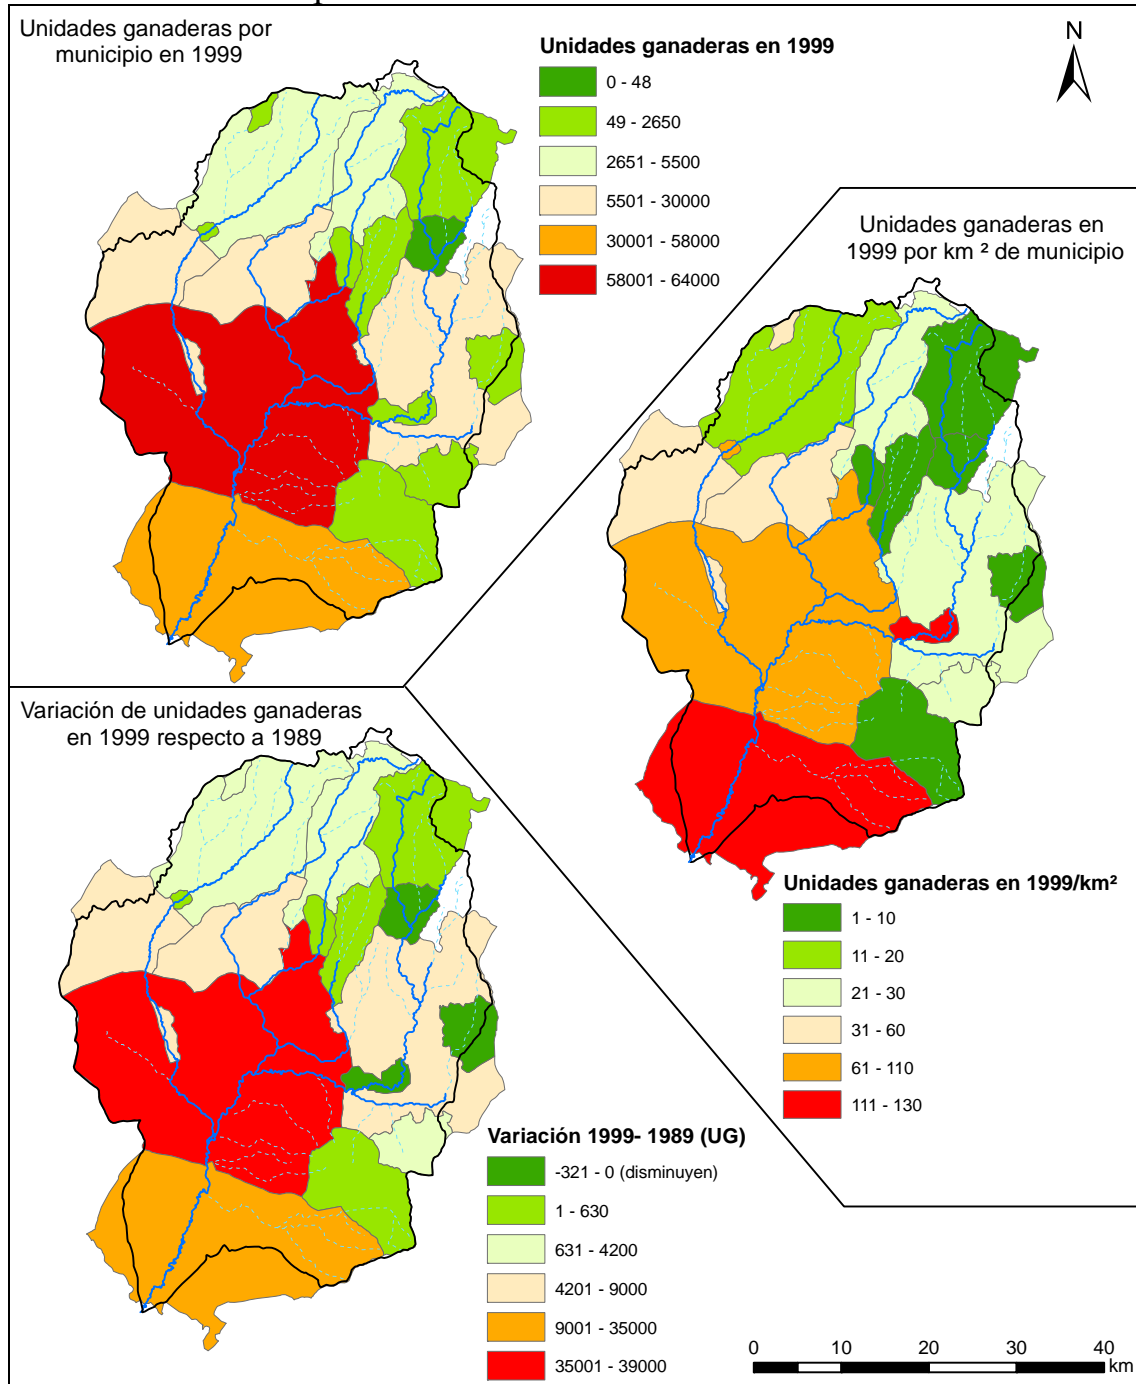 Unidades ganaderas por
municipio en 1999
Unidades ganaderas en 1999
0 - 48
49 - 2650
2651 - 5500
5501 - 30000
30001 - 58000
58001 - 64000
N
Unidades ganaderas en
1999 por km ² de municipio
Unidades ganaderas en 1999/km²
1 - 10
11 - 20
21 - 30
31 - 60
61 - 110
111 - 130
Variación de unidades ganaderas
en 1999 respecto a 1989
Variación 1999- 1989 (UG)
-321 - 0 (disminuyen)
1 - 630
631 - 4200
4201 - 9000
9001 - 35000
35001 - 39000
0 10 20 30 40
km